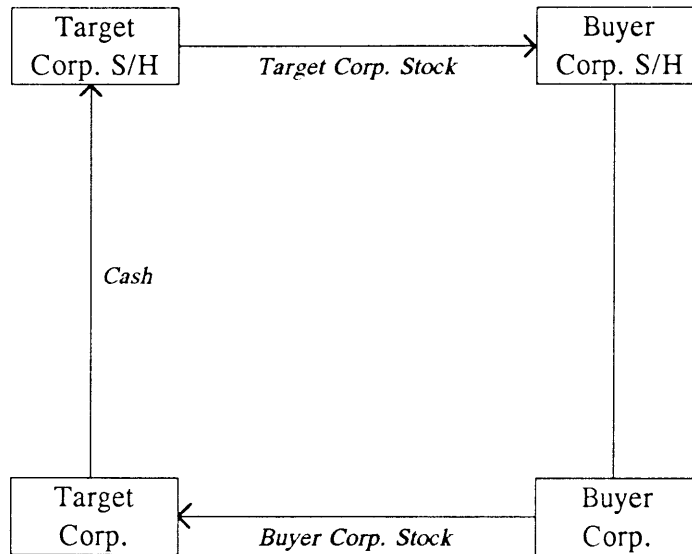 Target
Corp. S/H
Target Corp. Stock
Buyer
Corp. S/H
Cash
Target
Corp.
Buyer Corp. Stock
Buyer
Corp.